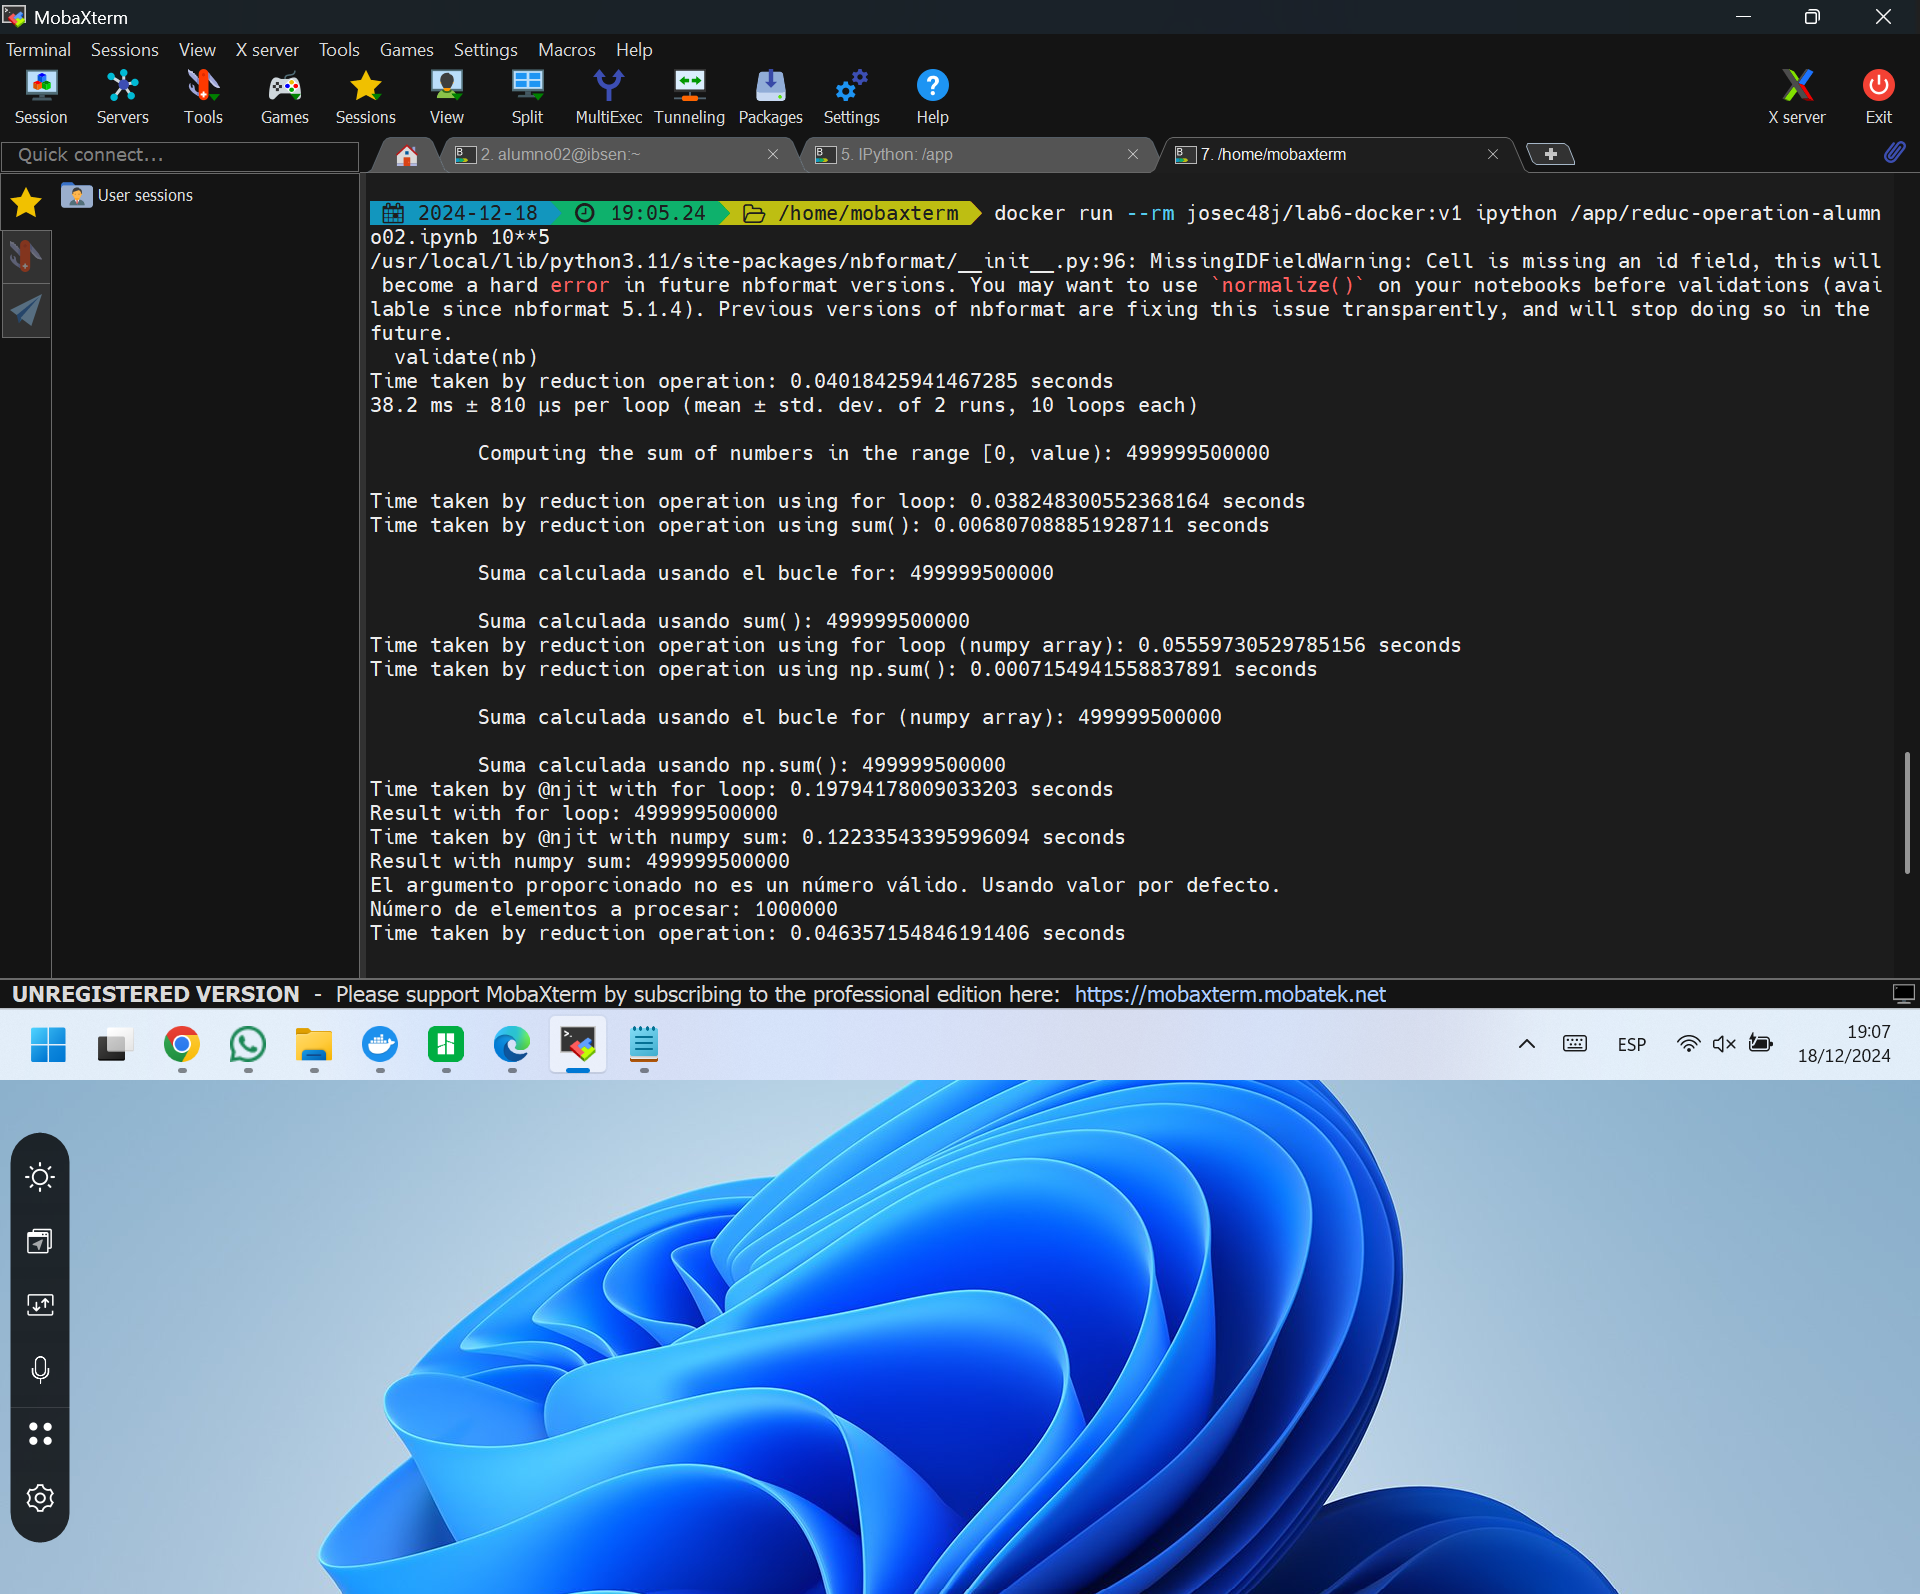 MobaXterm
Terminal Sessions View X server Tools Games Settings Macros Help
Session Servers Tools Games Sessions View Split MultiExec Tunneling Packages Settings Help X server Exit
Quick connect...
2. alumno02@ibsen:~
5. IPython: /app
7. /home/mobaxterm
User sessions
2024-12-18 19:05.24 /home/mobaxterm docker run --rm josec48j/lab6-docker:v1 ipython /app/reduc-operation-alumn
o02.ipynb 10**5
/usr/local/lib/python3.11/site-packages/nbformat/__init__.py:96: MissingIDFieldWarning: Cell is missing an id field, this will
become a hard error in future nbformat versions. You may want to use `normalize()` on your notebooks before validations (avai
lable since nbformat 5.1.4). Previous versions of nbformat are fixing this issue transparently, and will stop doing so in the
future.
validate(nb)
Time taken by reduction operation: 0.04018425941467285 seconds
38.2 ms ± 810 µs per loop (mean ± std. dev. of 2 runs, 10 loops each)
Computing the sum of numbers in the range [0, value): 499999500000
Time taken by reduction operation using for loop: 0.038248300552368164 seconds
Time taken by reduction operation using sum(): 0.006807088851928711 seconds
Suma calculada usando el bucle for: 499999500000
Suma calculada usando sum(): 499999500000
Time taken by reduction operation using for loop (numpy array): 0.05559730529785156 seconds
Time taken by reduction operation using np.sum(): 0.0007154941558837891 seconds
Suma calculada usando el bucle for (numpy array): 499999500000
Suma calculada usando np.sum(): 499999500000
Time taken by @njit with for loop: 0.19794178009033203 seconds
Result with for loop: 499999500000
Time taken by @njit with numpy sum: 0.12233543395996094 seconds
Result with numpy sum: 499999500000
El argumento proporcionado no es un número válido. Usando valor por defecto.
Número de elementos a procesar: 1000000
Time taken by reduction operation: 0.046357154846191406 seconds
UNREGISTERED VERSION - Please support MobaXterm by subscribing to the professional edition here: https://mobaxterm.mobatek.net
ESP
19:07
18/12/2024